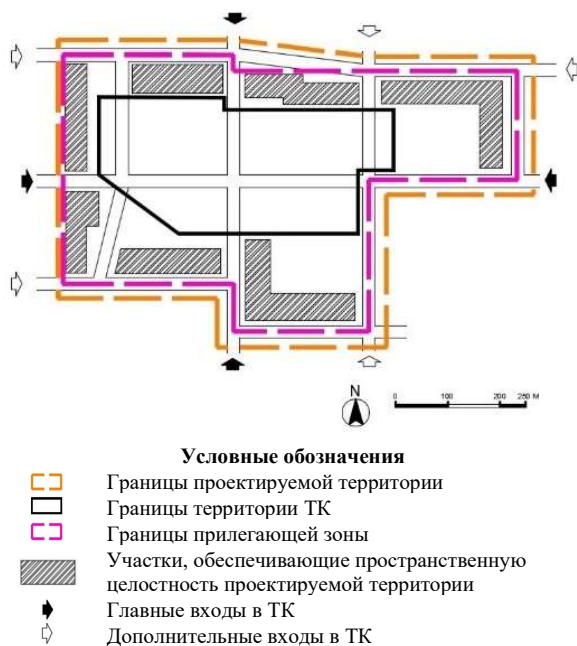 N
0 100 200 250 М
Условные обозначения
Границы проектируемой территории
Границы территории ТК
Границы прилегающей зоны
Участки, обеспечивающие пространственную
целостность проектируемой территории
Главные входы в ТК
Дополнительные входы в ТК